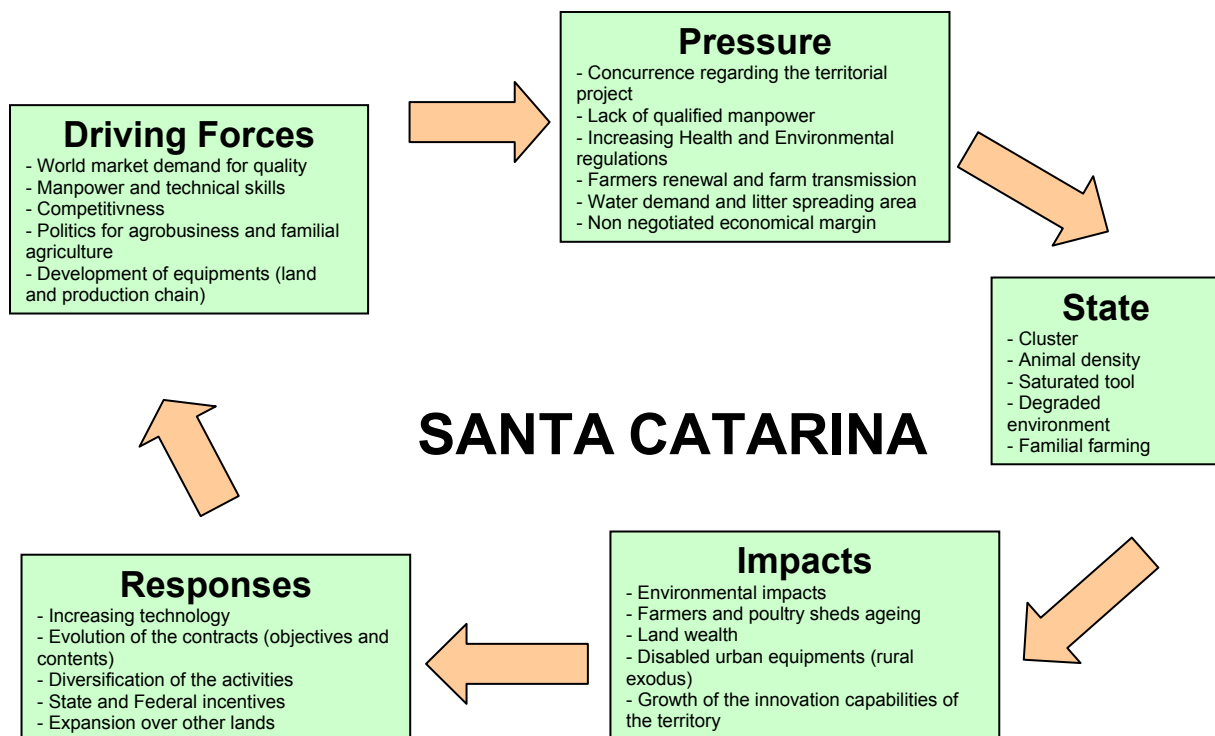 Driving Forces
- World market demand for quality
- Manpower and technical skills
- Competitivness
- Politics for agrobusiness and familial
agriculture
- Development of equipments (land
and production chain)
Pressure
- Concurrence regarding the territorial
project
- Lack of qualified manpower
- Increasing Health and Environmental
regulations
- Farmers renewal and farm transmission
- Water demand and litter spreading area
- Non negotiated economical margin
State
- Cluster
- Animal density
- Saturated tool
- Degraded
environment
- Familial farming
SANTA CATARINA
Impacts
- Environmental impacts
- Farmers and poultry sheds ageing
- Land wealth
- Disabled urban equipments (rural
exodus)
- Growth of the innovation capabilities of
the territory
Responses
- Increasing technology
- Evolution of the contracts (objectives and
contents)
- Diversification of the activities
- State and Federal incentives
- Expansion over other lands